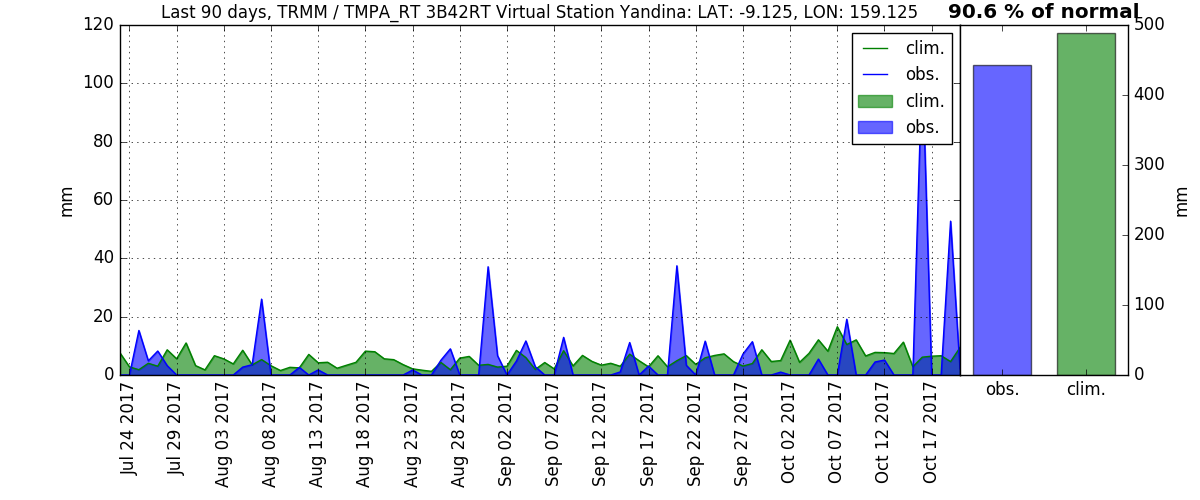 Last 90 days, TRMM / TMPA_RT 3B42RT Virtual Station Yandina: LAT: -9.125, LON: 159.125
90.6 % of normal
120
100
80
60
40
20
0
mm
clim.
obs.
clim.
obs.
Jul 24 2017
Jul 29 2017
Aug 03 2017
Aug 08 2017
Aug 13 2017
Aug 18 2017
Aug 23 2017
Aug 28 2017
Sep 02 2017
Sep 07 2017
Sep 12 2017
Sep 17 2017
Sep 22 2017
Sep 27 2017
Oct 02 2017
Oct 07 2017
Oct 12 2017
Oct 17 2017
500
400
300
200
100
0
mm
obs.
clim.